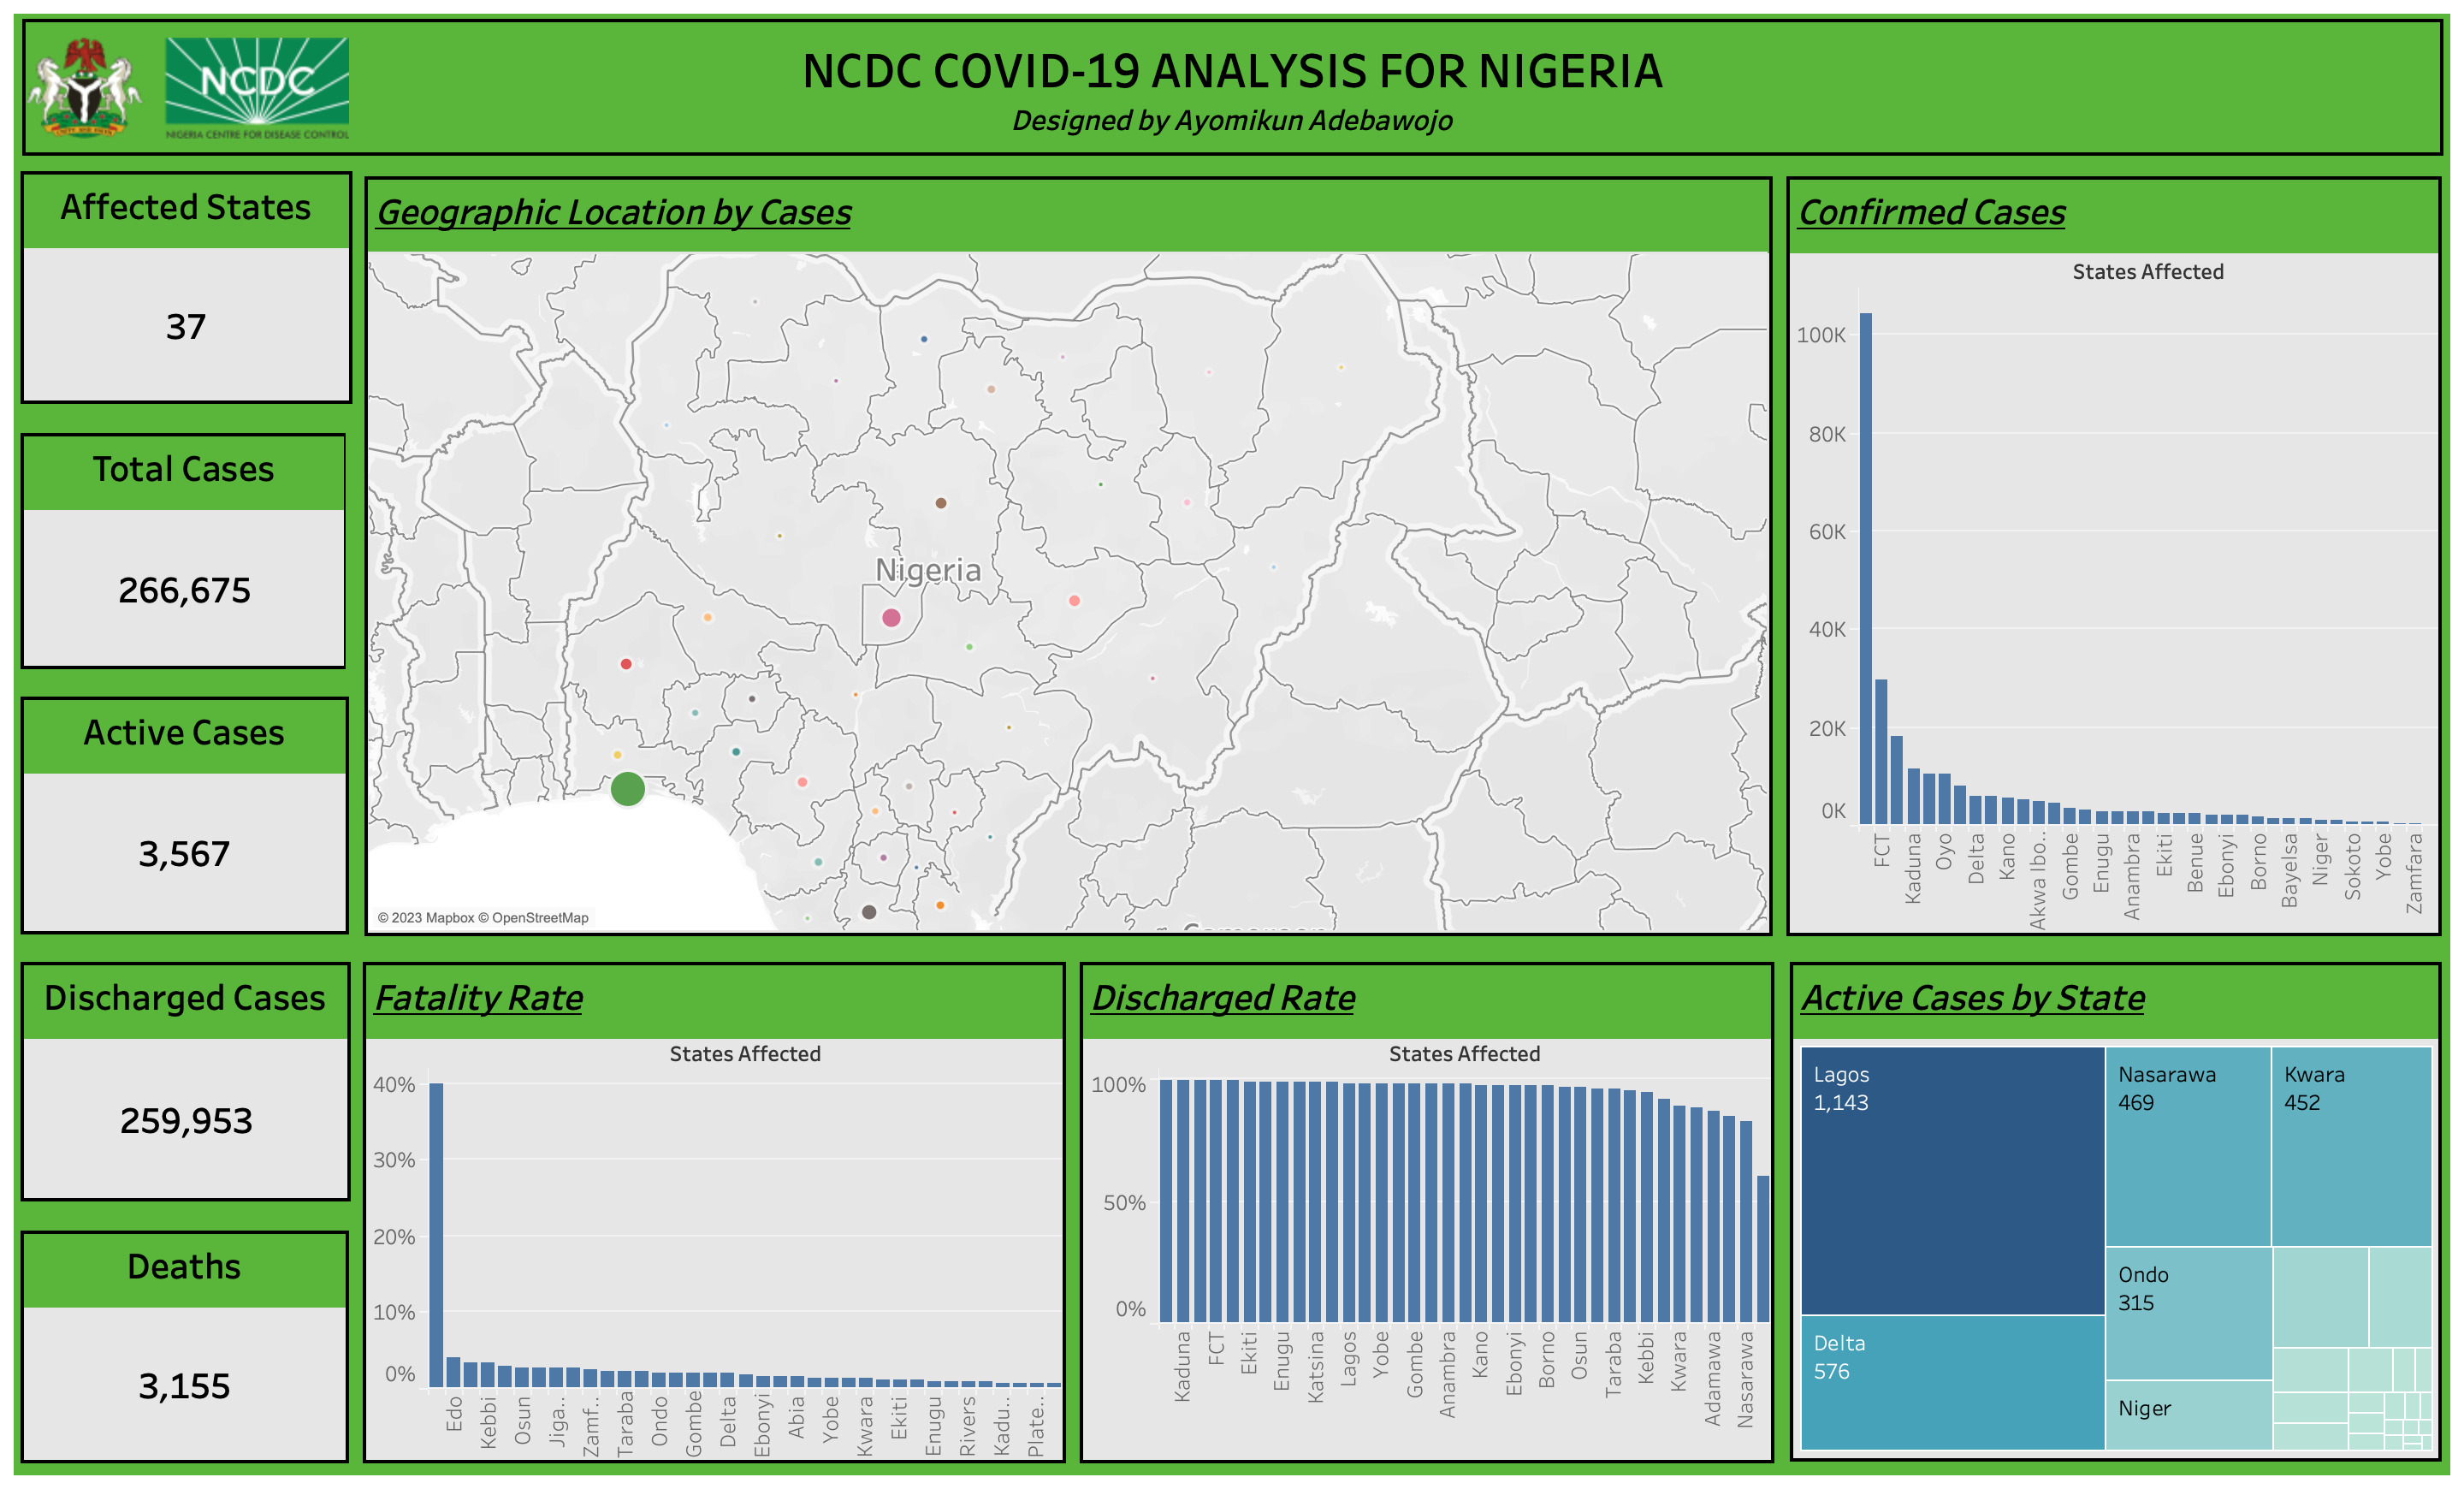 NCDC
NIGERIA CENTRE FOR DISEASE CONTROL
NCDC COVID-19 ANALYSIS FOR NIGERIA
Designed by Ayomikun Adebawojo
Affected States
37
Total Cases
266,675
Active Cases
3,567
Discharged Cases
259,953
Deaths
3,155
Geographic Location by Cases
Nigeria
© 2023 Mapbox © OpenStreetMap
Confirmed Cases
States Affected
100K
80K
60K
40K
20K
0K
FCT
Kaduna
Oyo
Delta
Kano
Akwa Ibo..
Gombe
Enugu
Anambra
Ekiti
Benue
Ebonyi
Borno
Bayelsa
Niger
Sokoto
Yobe
Zamfara
Fatality Rate
States Affected
40%
30%
20%
10%
0%
Edo
Kebbi
Osun
Jiga..
Zamf..
Taraba
Ondo
Gombe
Delta
Ebonyi
Abia
Yobe
Kwara
Ekiti
Enugu
Rivers
Kadu..
Plate..
Discharged Rate
States Affected
100%
50%
0%
Kaduna
FCT
Ekiti
Enugu
Katsina
Lagos
Yobe
Gombe
Anambra
Kano
Ebonyi
Borno
Osun
Taraba
Kebbi
Kwara
Adamawa
Nasarawa
Active Cases by State
Lagos
1,143
Delta
576
Nasarawa
469
Kwara
452
Ondo
315
Niger